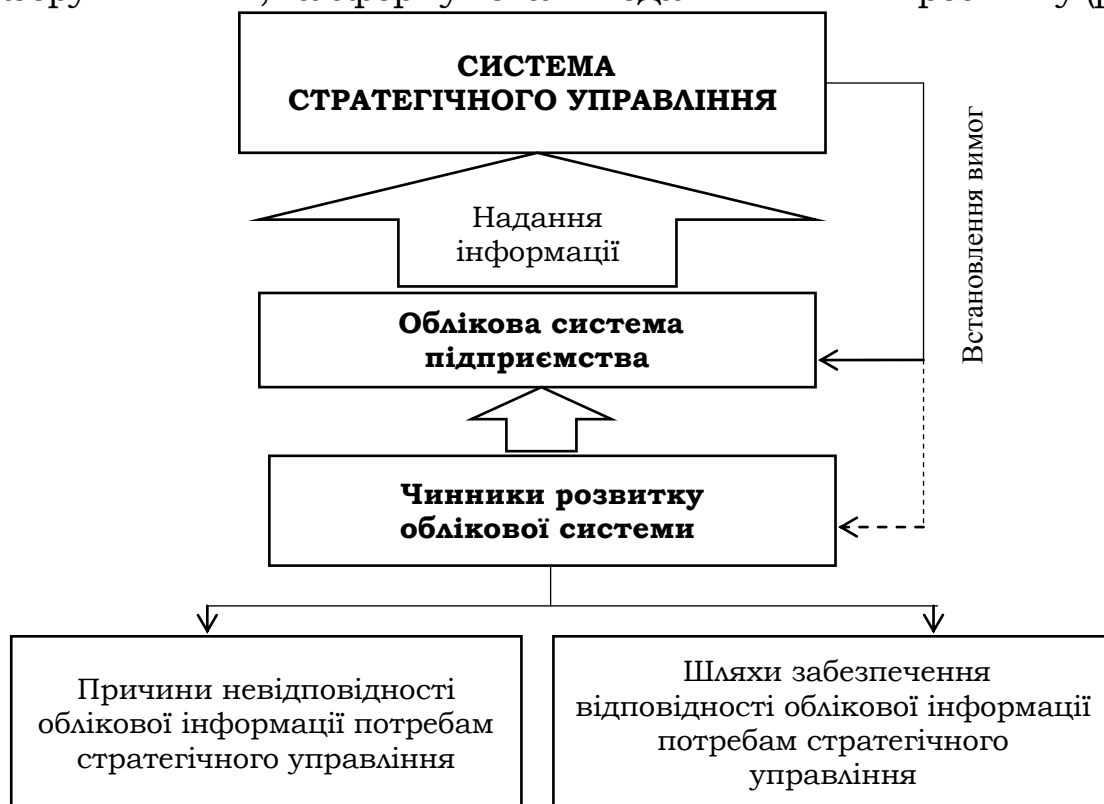 СИСТЕМА
СТРАТЕГІЧНОГО УПРАВЛІННЯ
Встановлення вимог
Надання
інформації
Облікова система
підприємства
Чинники розвитку
облікової системи
Причини невідповідності
облікової інформації потребам
стратегічного управління
Шляхи забезпечення
відповідності облікової інформації
потребам стратегічного
управління